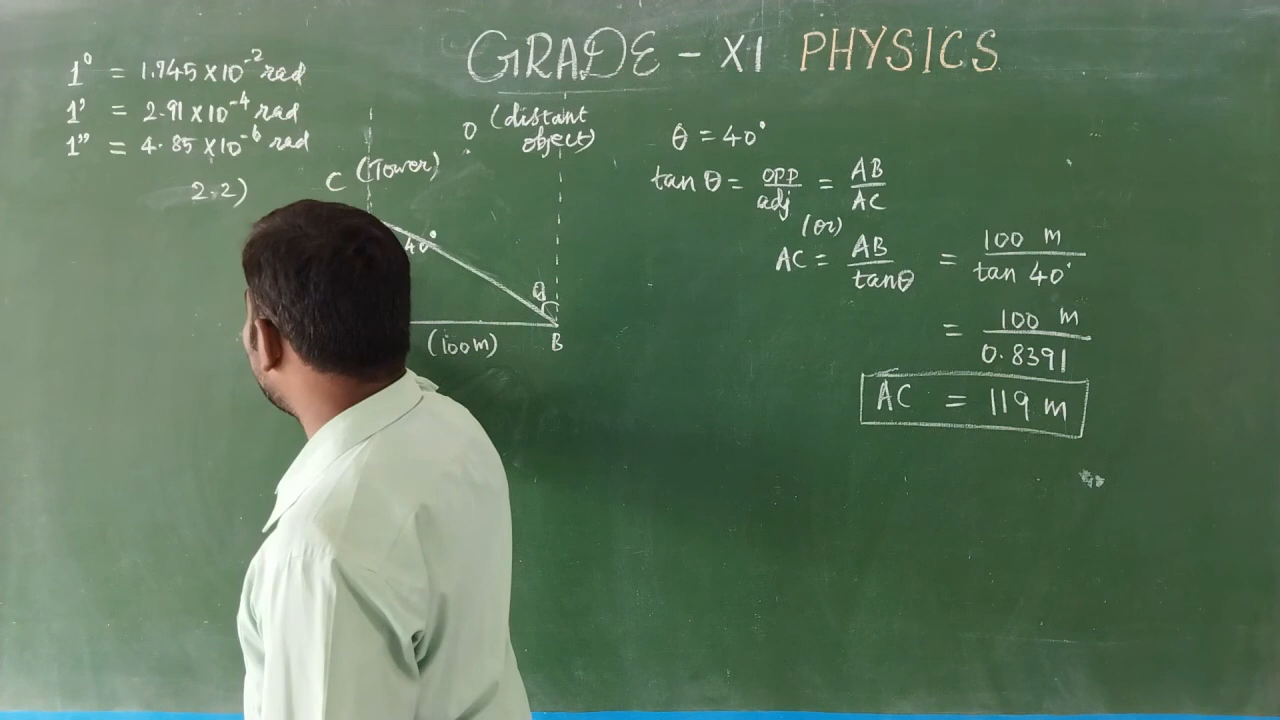 GRADE - XI PHYSICS
1° = 1.745 × 10⁻² rad
1' = 2.91 × 10⁻⁴ rad
1" = 4.85 × 10⁻⁶ rad
2.2)
O (distant
object)
C (Tower)
40°
θ
(100m)
B
θ = 40°
tan θ = opp/adj = AB/AC
(or)
AC = AB/tanθ = 100 m/tan 40°
= 100 m/0.8391
AC = 119 m